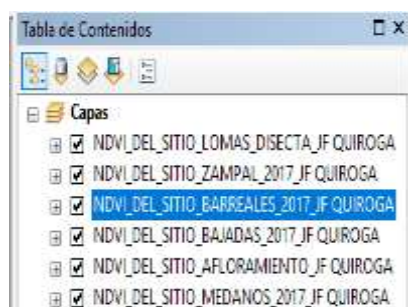 Tabla de Contenidos
Capas
NDVI_DEL_SITIO_LOMAS_DISECTA_JF QUIROGA
NDVI_DEL_SITIO_ZAMPAL_2017_JF QUIROGA
NDVI_DEL_SITIO_BARREALES_2017_JF QUIROGA
NDVI_DEL_SITIO_BAJADAS_2017_JF QUIROGA
NDVI_DEL_SITIO_AFLORAMIENTO_JF QUIROGA
NDVI_DEL_SITIO_MEDANOS_2017_JF QUIROGA